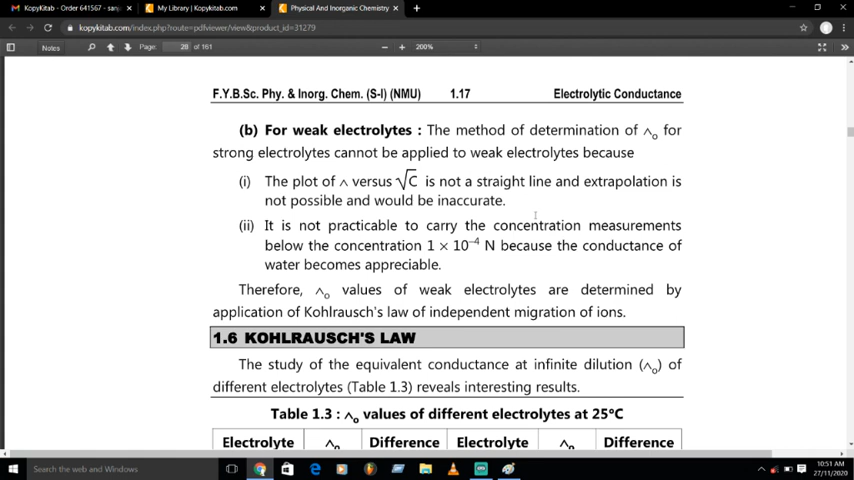 KopyKitab - Order 641567 - sanj
My Library | Kopykitab.com
Physical And Inorganic Chemistry
kopykitab.com/index.php?route=pdfviewer/view&product_id=31279
Notes
Page: 28 of 161
200%
F.Y.B.Sc. Phy. & Inorg. Chem. (S-I) (NMU) 1.17 Electrolytic Conductance
(b) For weak electrolytes : The method of determination of ∧o for
strong electrolytes cannot be applied to weak electrolytes because
(i) The plot of ∧ versus √C is not a straight line and extrapolation is
not possible and would be inaccurate.
(ii) It is not practicable to carry the concentration measurements
below the concentration 1 × 10⁻⁴ N because the conductance of
water becomes appreciable.
Therefore, ∧o values of weak electrolytes are determined by
application of Kohlrausch's law of independent migration of ions.
1.6 KOHLRAUSCH'S LAW
The study of the equivalent conductance at infinite dilution (∧o) of
different electrolytes (Table 1.3) reveals interesting results.
Table 1.3 : ∧o values of different electrolytes at 25°C
Electrolyte ∧o Difference Electrolyte ∧o Difference
Search the web and Windows
10:51 AM
27/11/2020